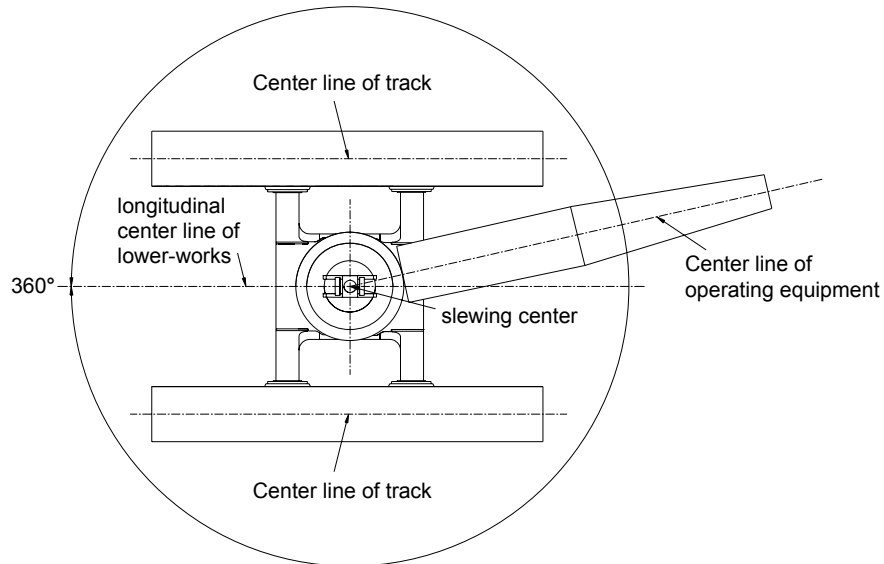 Center line of track
longitudinal
center line of
lower-works
360°
Center line of
operating equipment
slewing center
Center line of track